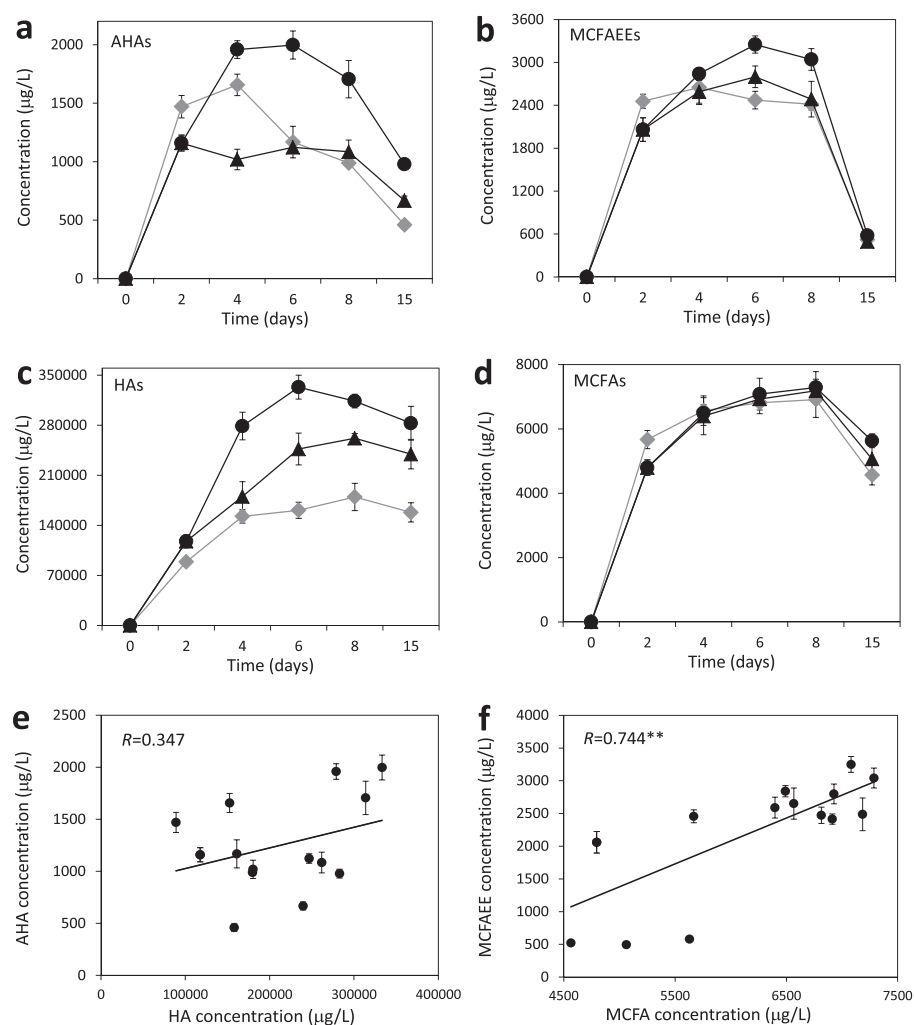 a
AHAs
2000
1500
1000
500
0
Concentration (µg/L)
0 2 4 6 8 15
Time (days)
b
MCFAEEs
3600
3000
2400
1800
1200
600
0
Concentration (µg/L)
0 2 4 6 8 15
Time (days)
c
HAs
350000
280000
210000
140000
70000
0
Concentration (µg/L)
0 2 4 6 8 15
Time (days)
d
MCFAs
8000
6000
4000
2000
0
Concentration (µg/L)
0 2 4 6 8 15
Time (days)
e
R=0.347
2500
2000
1500
1000
500
0
AHA concentration (µg/L)
0 100000 200000 300000 400000
HA concentration (µg/L)
f
R=0.744**
4000
3500
3000
2500
2000
1500
1000
500
0
MCFAEE concentration (µg/L)
4500 5500 6500 7500
MCFA concentration (µg/L)